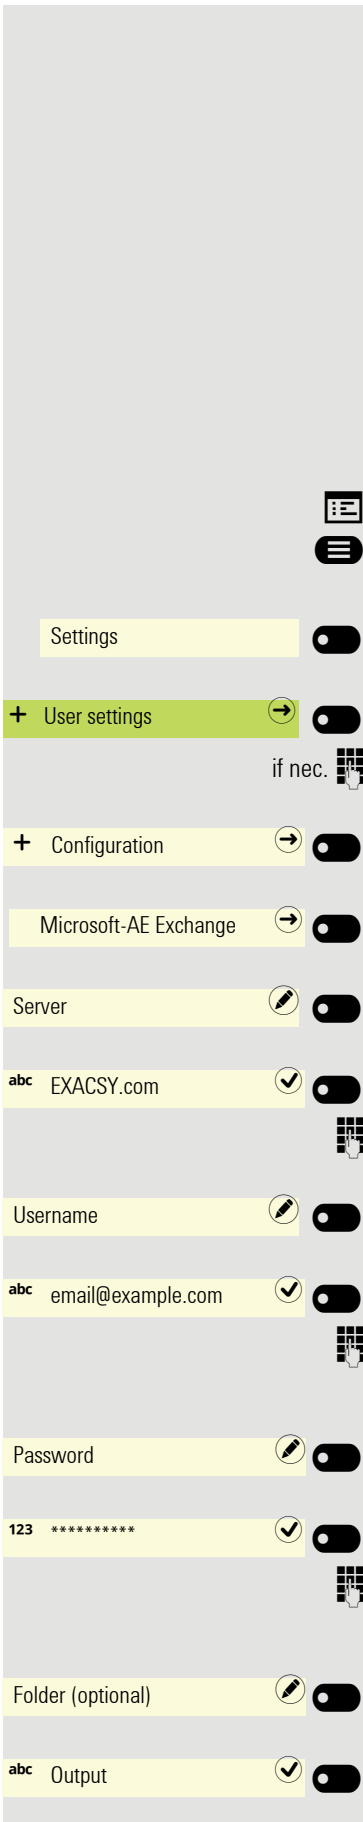 Settings
+ User settings
if nec.
+ Configuration
Microsoft-AE Exchange
Server
abc EXACSY.com
Username
abc email@example.com
Password
123 **********
Folder (optional)
abc Output